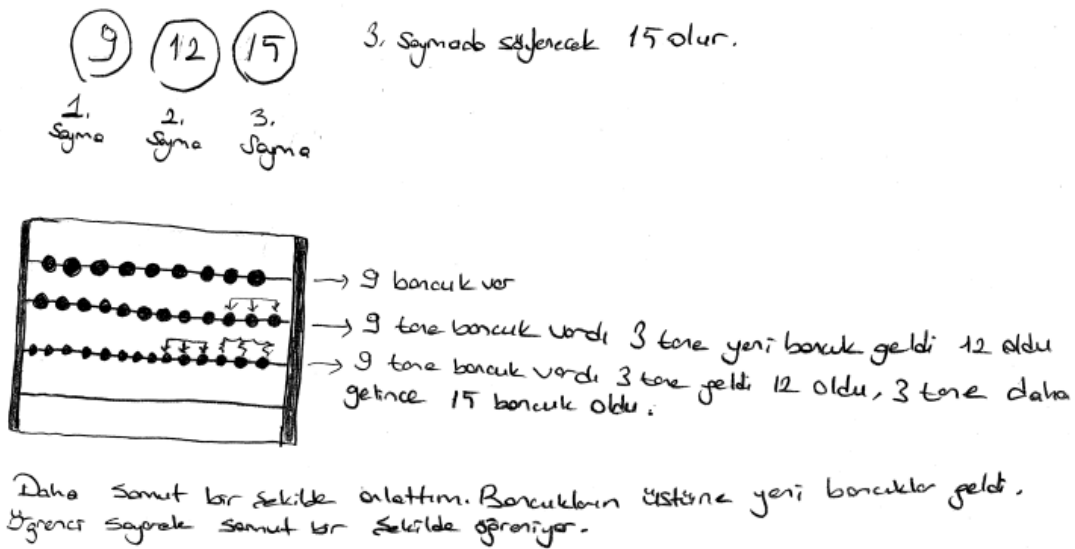 9 12 15 3. Saymada söylenecek 15 olur.
1. 2. 3.
Sayma Sayma Sayma
→ 9 boncuk var
→ 9 tane boncuk vardı 3 tane yeni boncuk geldi 12 oldu
→ 9 tane boncuk vardı 3 tane geldi 12 oldu, 3 tane daha
gelince 15 boncuk oldu.
Daha somut bir şekilde anlattım. Boncukların üstüne yeni boncuklar geldi.
Öğrenci sayarak somut bir şekilde öğreniyor.